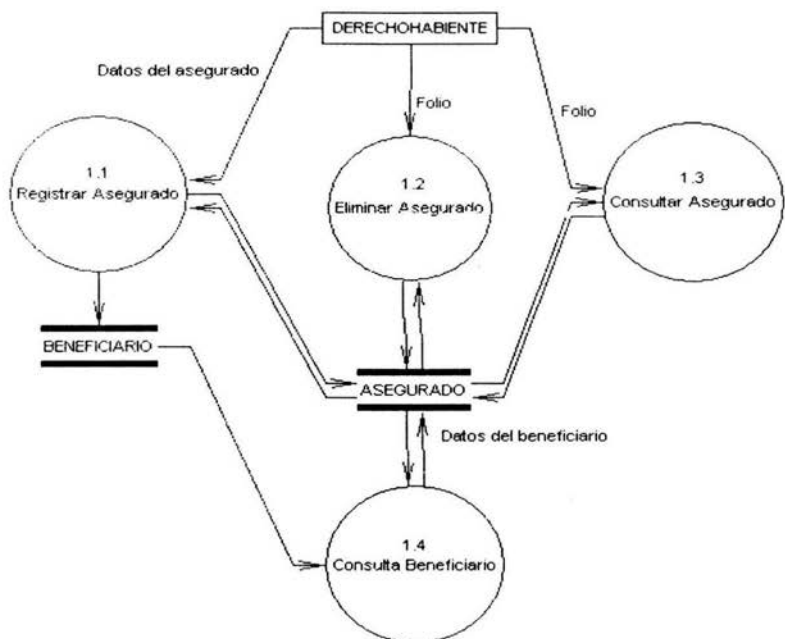 DERECHOHABIENTE
Datos del asegurado
Folio
Folio
1.1
Registrar Asegurado
1.2
Eliminar Asegurado
1.3
Consultar Asegurado
BENEFICIARIO
ASEGURADO
Datos del beneficiario
1.4
Consulta Beneficiario